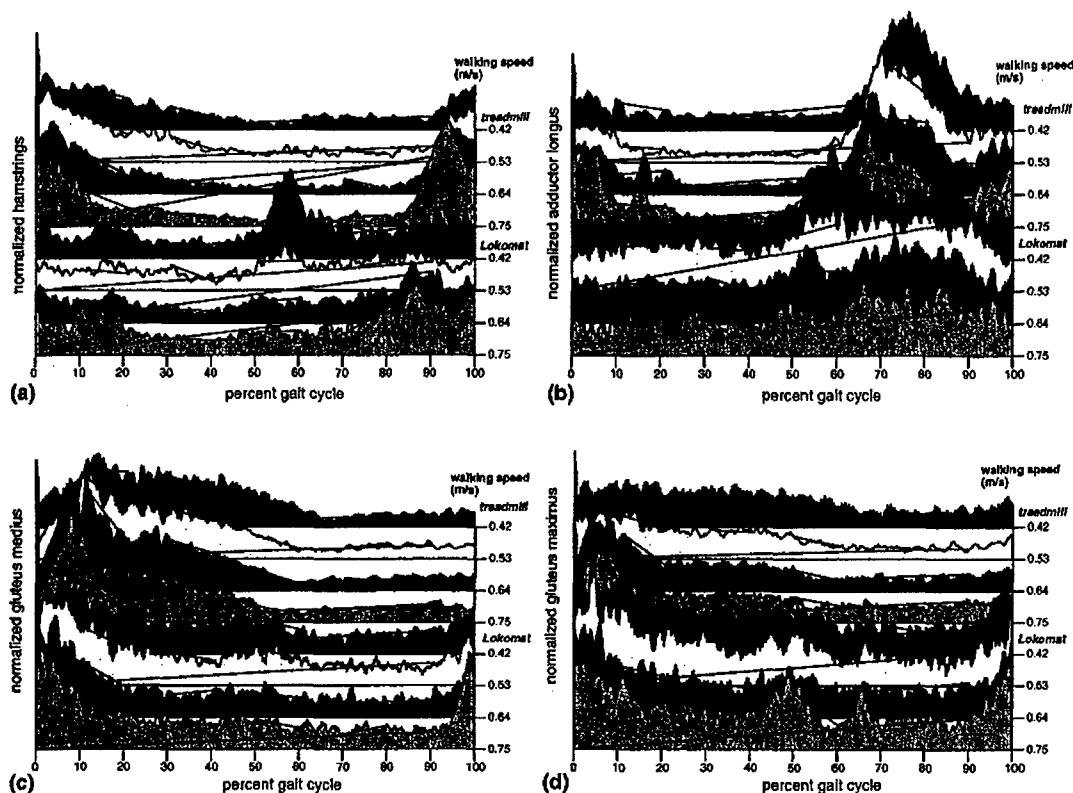 walking speed
(m/s)
treadmill
0.42
0.53
0.64
0.75
Lokomat
0.42
0.53
0.64
0.75
normalized hamstrings
0 10 20 30 40 50 60 70 80 90 100
percent gait cycle
(a)
walking speed
(m/s)
treadmill
0.42
0.53
0.64
0.75
Lokomat
0.42
0.53
0.64
0.75
normalized adductor longus
0 10 20 30 40 50 60 70 80 90 100
percent gait cycle
(b)
walking speed
(m/s)
treadmill
0.42
0.53
0.64
0.75
Lokomat
0.42
0.53
0.64
0.75
normalized gluteus medius
0 10 20 30 40 50 60 70 80 90 100
percent gait cycle
(c)
walking speed
(m/s)
treadmill
0.42
0.53
0.64
0.75
Lokomat
0.42
0.53
0.64
0.75
normalized gluteus maximus
0 10 20 30 40 50 60 70 80 90 100
percent gait cycle
(d)